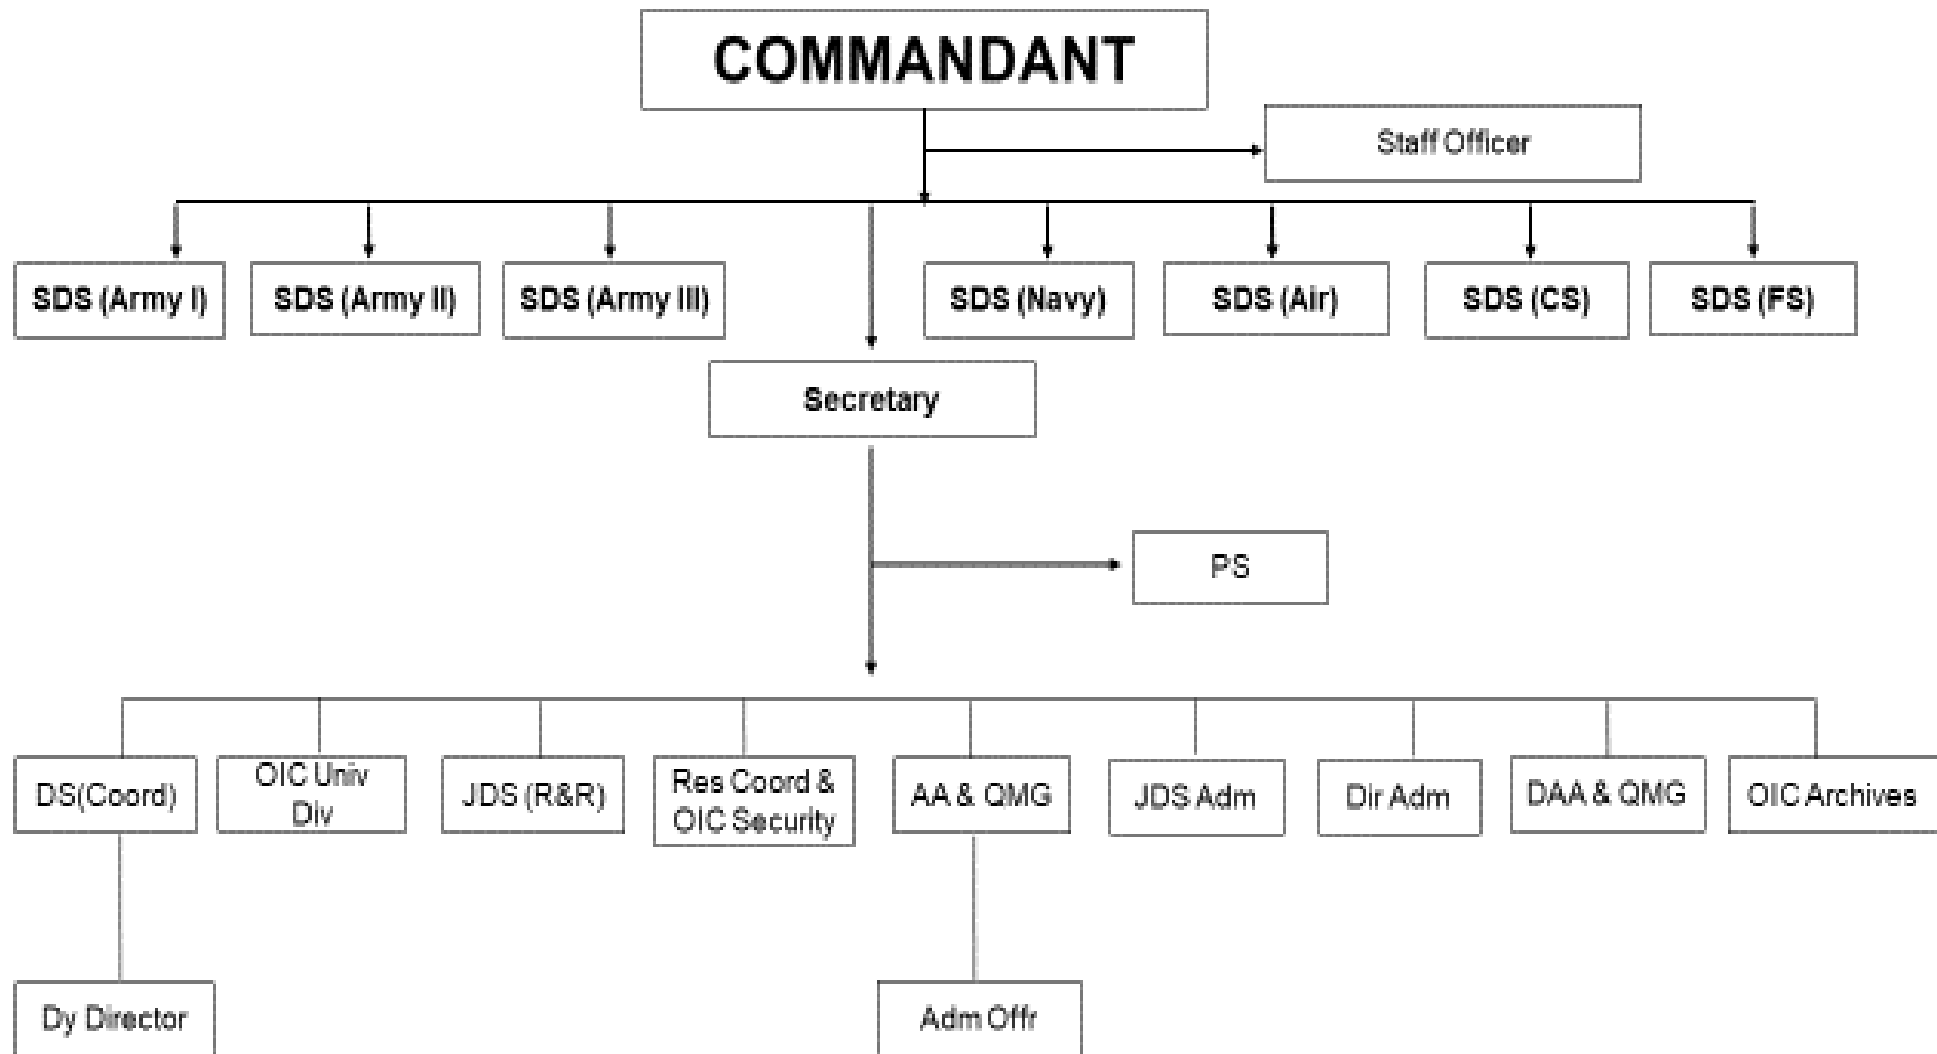 COMMANDANT
Staff Officer
SDS (Army I)
SDS (Army II)
SDS (Army III)
SDS (Navy)
SDS (Air)
SDS (CS)
SDS (FS)
Secretary
PS
DS(Coord)
OIC Univ
Div
JDS (R&R)
Res Coord &
OIC Security
AA & QMG
JDS Adm
Dir Adm
DAA & QMG
OIC Archives
Dy Director
Adm Offr